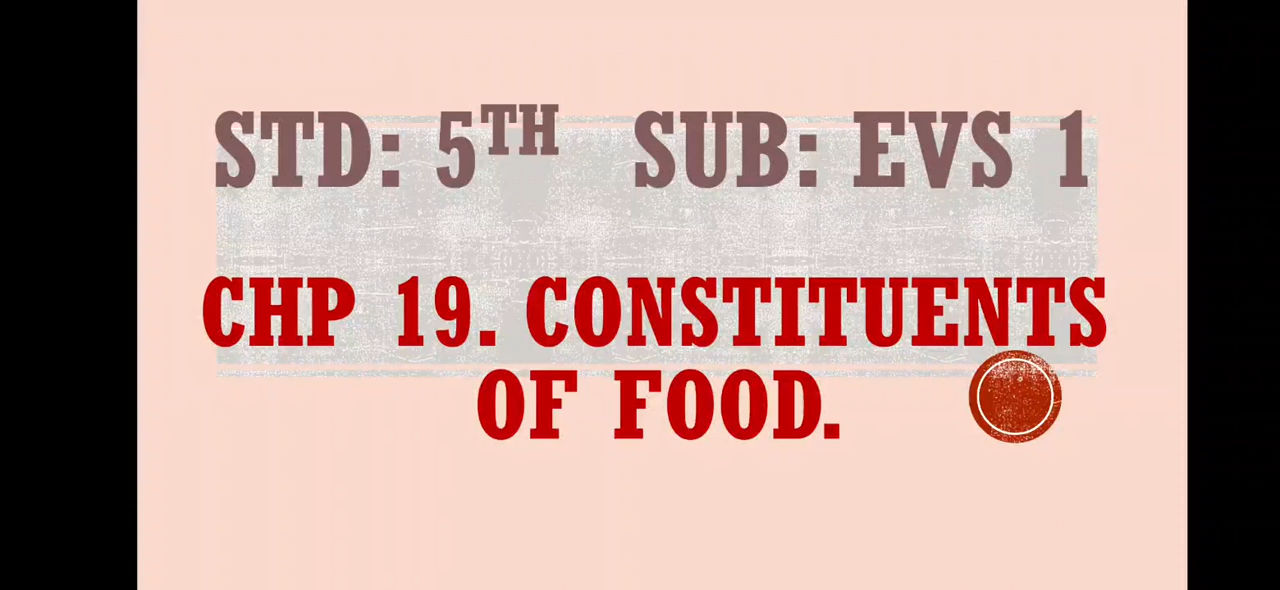 STD: 5TH SUB: EVS 1
CHP 19. CONSTITUENTS
OF FOOD.